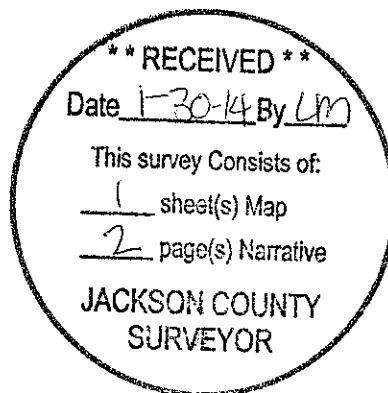 * * RECEIVED * *
Date 1-30-14 By LM
This survey Consists of:
1 sheet(s) Map
2 page(s) Narrative
JACKSON COUNTY
SURVEYOR